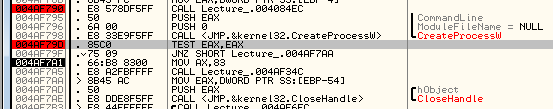 004AF790 . E8 578DF5FF CALL Lecture_.004084EC
004AF795 . 50 PUSH EAX CommandLine
004AF796 . 6A 00 PUSH 0 ModuleFileName = NULL
004AF798 . E8 33E9F5FF CALL <JMP.&kernel32.CreateProcessW> CreateProcessW
004AF79D . 85C0 TEST EAX,EAX
004AF79F . 75 09 JNZ SHORT Lecture_.004AF7AA
004AF7A1 . 66:B8 8300 MOV AX,83
004AF7A5 . E8 A2FBFFFF CALL Lecture_.004AF34C
004AF7AA > 8B45 AC MOV EAX,DWORD PTR SS:[EBP-54]
004AF7AD . 50 PUSH EAX hObject
004AF7AE . E8 DDE8F5FF CALL <JMP.&kernel32.CloseHandle> CloseHandle